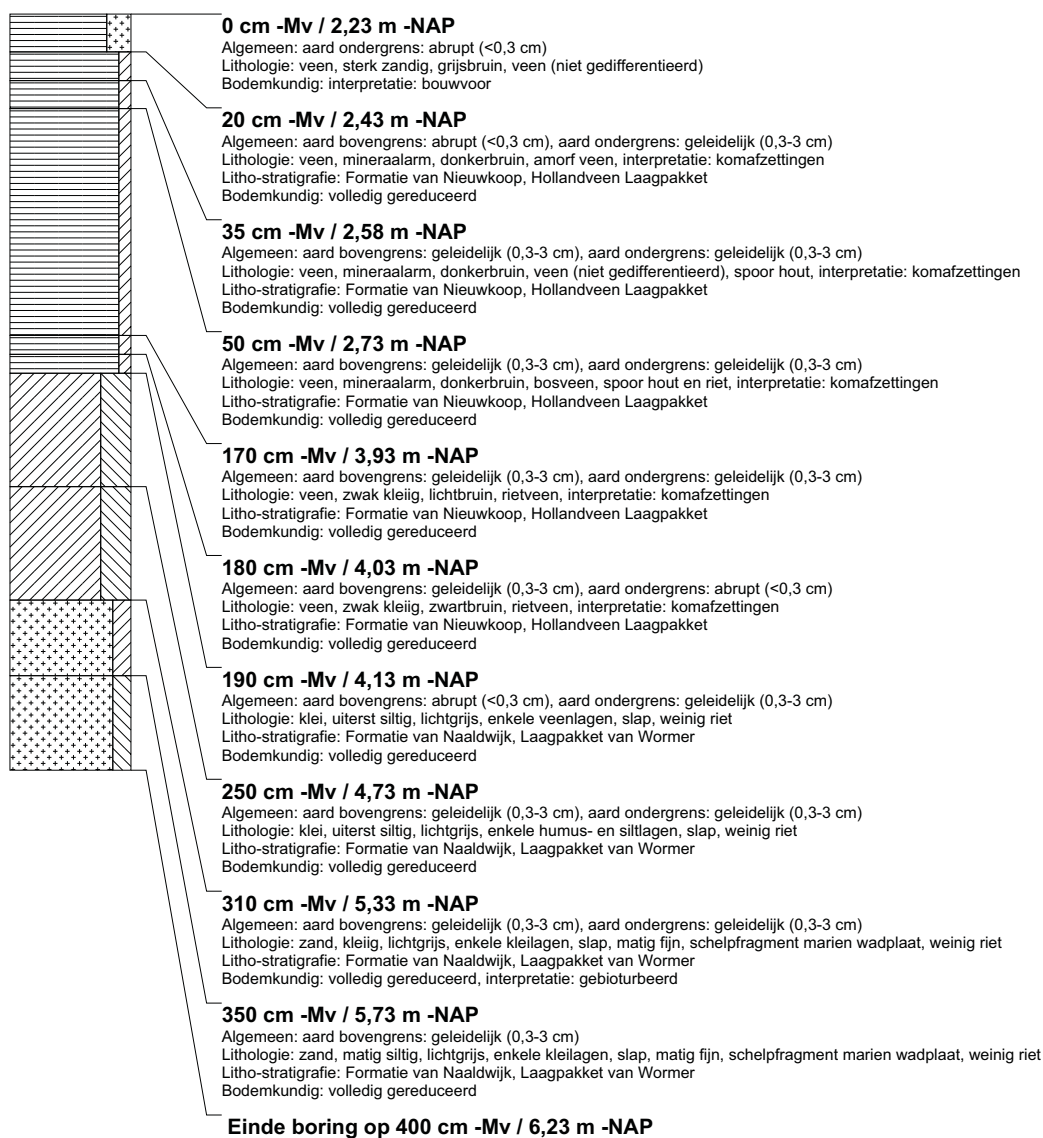 0 cm -Mv / 2,23 m -NAP
Algemeen: aard ondergrens: abrupt (<0,3 cm)
Lithologie: veen, sterk zandig, grijsbruin, veen (niet gedifferentieerd)
Bodemkundig: interpretatie: bouwvoor
20 cm -Mv / 2,43 m -NAP
Algemeen: aard bovengrens: abrupt (<0,3 cm), aard ondergrens: geleidelijk (0,3-3 cm)
Lithologie: veen, mineraalarm, donkerbruin, amorf veen, interpretatie: komafzettingen
Litho-stratigrafie: Formatie van Nieuwkoop, Hollandveen Laagpakket
Bodemkundig: volledig gereduceerd
35 cm -Mv / 2,58 m -NAP
Algemeen: aard bovengrens: geleidelijk (0,3-3 cm), aard ondergrens: geleidelijk (0,3-3 cm)
Lithologie: veen, mineraalarm, donkerbruin, veen (niet gedifferentieerd), spoor hout, interpretatie: komafzettingen
Litho-stratigrafie: Formatie van Nieuwkoop, Hollandveen Laagpakket
Bodemkundig: volledig gereduceerd
50 cm -Mv / 2,73 m -NAP
Algemeen: aard bovengrens: geleidelijk (0,3-3 cm), aard ondergrens: geleidelijk (0,3-3 cm)
Lithologie: veen, mineraalarm, donkerbruin, bosveen, spoor hout en riet, interpretatie: komafzettingen
Litho-stratigrafie: Formatie van Nieuwkoop, Hollandveen Laagpakket
Bodemkundig: volledig gereduceerd
170 cm -Mv / 3,93 m -NAP
Algemeen: aard bovengrens: geleidelijk (0,3-3 cm), aard ondergrens: geleidelijk (0,3-3 cm)
Lithologie: veen, zwak kleiig, lichtbruin, rietveen, interpretatie: komafzettingen
Litho-stratigrafie: Formatie van Nieuwkoop, Hollandveen Laagpakket
Bodemkundig: volledig gereduceerd
180 cm -Mv / 4,03 m -NAP
Algemeen: aard bovengrens: geleidelijk (0,3-3 cm), aard ondergrens: abrupt (<0,3 cm)
Lithologie: veen, zwak kleiig, zwartbruin, rietveen, interpretatie: komafzettingen
Litho-stratigrafie: Formatie van Nieuwkoop, Hollandveen Laagpakket
Bodemkundig: volledig gereduceerd
190 cm -Mv / 4,13 m -NAP
Algemeen: aard bovengrens: abrupt (<0,3 cm), aard ondergrens: geleidelijk (0,3-3 cm)
Lithologie: klei, uiterst siltig, lichtgrijs, enkele veenlagen, slap, weinig riet
Litho-stratigrafie: Formatie van Naaldwijk, Laagpakket van Wormer
Bodemkundig: volledig gereduceerd
250 cm -Mv / 4,73 m -NAP
Algemeen: aard bovengrens: geleidelijk (0,3-3 cm), aard ondergrens: geleidelijk (0,3-3 cm)
Lithologie: klei, uiterst siltig, lichtgrijs, enkele humus- en siltlagen, slap, weinig riet
Litho-stratigrafie: Formatie van Naaldwijk, Laagpakket van Wormer
Bodemkundig: volledig gereduceerd
310 cm -Mv / 5,33 m -NAP
Algemeen: aard bovengrens: geleidelijk (0,3-3 cm), aard ondergrens: geleidelijk (0,3-3 cm)
Lithologie: zand, kleiig, lichtgrijs, enkele kleilagen, slap, matig fijn, schelpfragment marien wadplaat, weinig riet
Litho-stratigrafie: Formatie van Naaldwijk, Laagpakket van Wormer
Bodemkundig: volledig gereduceerd, interpretatie: gebioturbeerd
350 cm -Mv / 5,73 m -NAP
Algemeen: aard bovengrens: geleidelijk (0,3-3 cm)
Lithologie: zand, matig siltig, lichtgrijs, enkele kleilagen, slap, matig fijn, schelpfragment marien wadplaat, weinig riet
Litho-stratigrafie: Formatie van Naaldwijk, Laagpakket van Wormer
Bodemkundig: volledig gereduceerd
Einde boring op 400 cm -Mv / 6,23 m -NAP